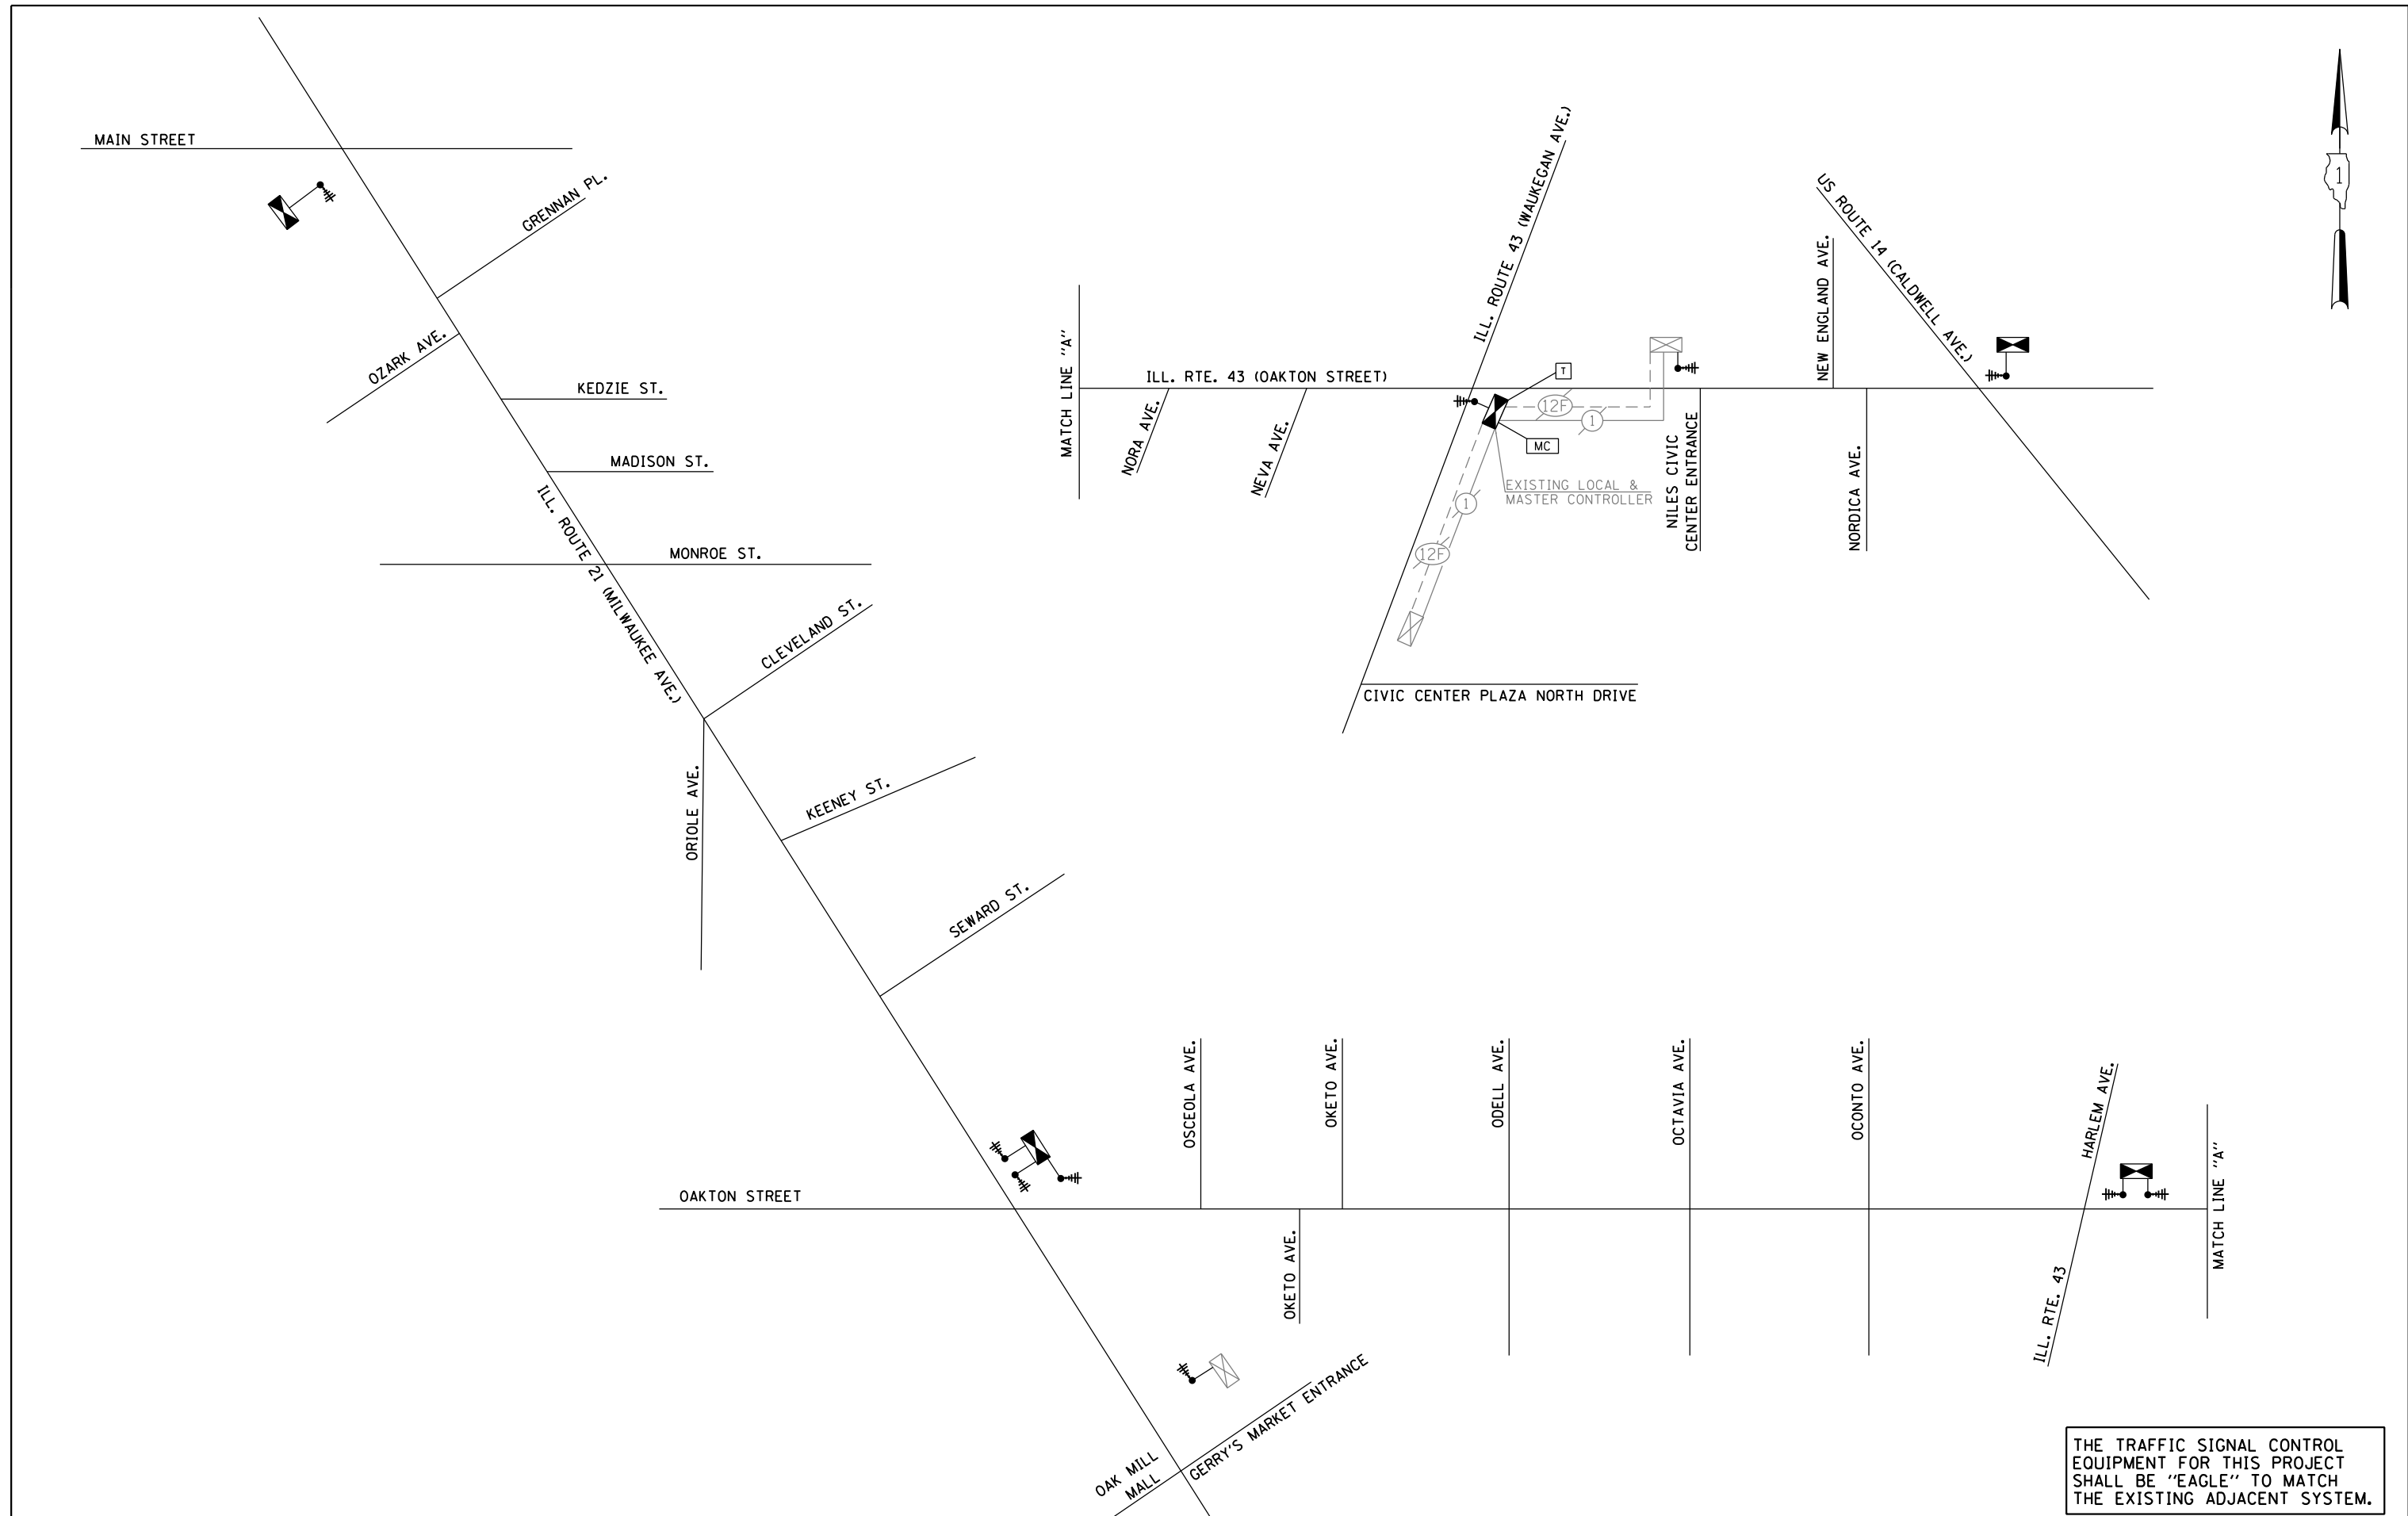 MAIN STREET
GRENNAN PL.
OZARK AVE.
KEDZIE ST.
MADISON ST.
ILL. ROUTE 21 (MILWAUKEE AVE.)
MONROE ST.
CLEVELAND ST.
ORIOLE AVE.
KEENEY ST.
SEWARD ST.
MATCH LINE "A"
ILL. RTE. 43 (OAKTON STREET)
NORA AVE.
NEVA AVE.
ILL. ROUTE 43 (WAUKEGAN AVE.)
T
12F
1
MC
EXISTING LOCAL &
MASTER CONTROLLER
1
12F
NILES CIVIC
CENTER ENTRANCE
NEW ENGLAND AVE.
NORDICA AVE.
US ROUTE 14 (CALDWELL AVE.)
1
CIVIC CENTER PLAZA NORTH DRIVE
OAKTON STREET
OSCEOLA AVE.
OKETO AVE.
OKETO AVE.
ODELL AVE.
OCTAVIA AVE.
OCONTO AVE.
HARLEM AVE.
ILL. RTE. 43
MATCH LINE "A"
OAK MILL
MALL
GERRY'S MARKET ENTRANCE
THE TRAFFIC SIGNAL CONTROL
EQUIPMENT FOR THIS PROJECT
SHALL BE "EAGLE" TO MATCH
THE EXISTING ADJACENT SYSTEM.